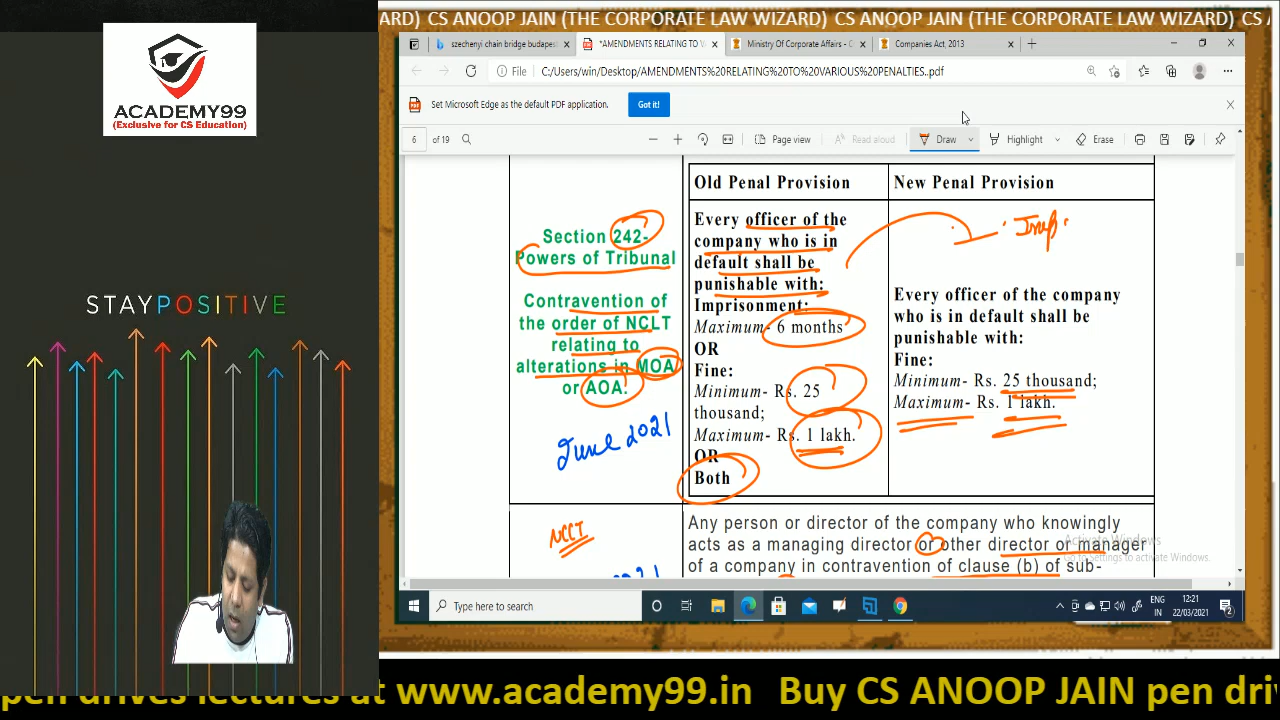 ARD) CS ANOOP JAIN (THE CORPORATE LAW WIZARD) CS ANOOP JAIN (THE CORPORATE LAW WIZARD) CS A
ACADEMY99
(Exclusive for CS Education)
STAYPOSITIVE
szechenyi chain bridge budapes
*AMENDMENTS RELATING TO V
Ministry Of Corporate Affairs - C
Companies Act, 2013
File
C:/Users/win/Desktop/AMENDMENTS%20RELATING%20TO%20VARIOUS%20PENALTIES..pdf
Set Microsoft Edge as the default PDF application.
Got it!
6 of 19
Page view
Read aloud
Draw
Highlight
Erase
Section 242-
Powers of Tribunal
Contravention of
the order of NCLT
relating to
alterations in MOA
or AOA.
June 2021
Old Penal Provision
Every officer of the
company who is in
default shall be
punishable with:
Imprisonment:
Maximum- 6 months
OR
Fine:
Minimum- Rs. 25
thousand;
Maximum- Rs. 1 lakh.
OR
Both
New Penal Provision
Every officer of the company
who is in default shall be
punishable with:
Fine:
Minimum- Rs. 25 thousand;
Maximum- Rs. 1 lakh.
Any person or director of the company who knowingly
acts as a managing director or other director or manager
of a company in contravention of clause (b) of sub-
Activate Windows
Go to Settings to activate Windows.
Type here to search
ENG
IN
12:21
22/03/2021
2
pen drives lectures at www.academy99.in Buy CS ANOOP JAIN pen dri